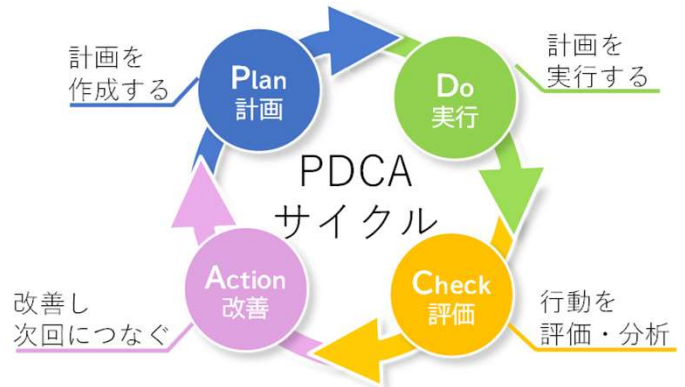 計画を
作成する
Plan
計画
Do
実行
計画を
実行する
PDCA
サイクル
Action
改善
改善し
次回につなぐ
Check
評価
行動を
評価・分析